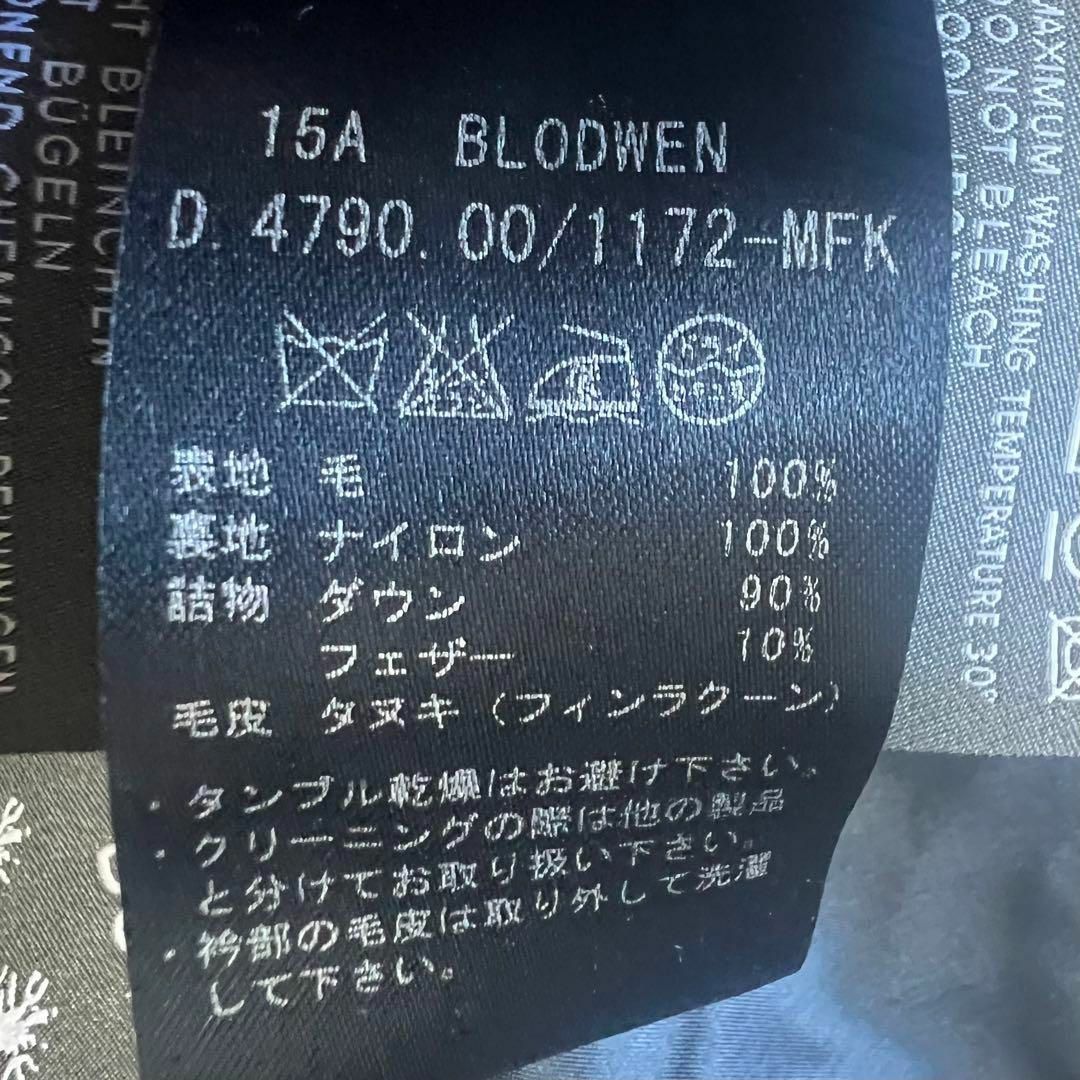 15A BLODWEN
D. 4790. 00/1172-MFK
表地 毛 100%
裏地 ナイロン 100%
詰物 ダウン 90%
フェザー 10%
毛皮 タヌキ (フィンラクーン)
・タンブル乾燥はお避け下さい。
・クリーニングの際は他の製品
と分けてお取り扱い下さい。
・衿部の毛皮は取り外して洗濯
して下さい。
BLEINCHEN
BÜGELN
MAXIMUN WASHING TEMPERATURE 30°
DO NOT BLEACH